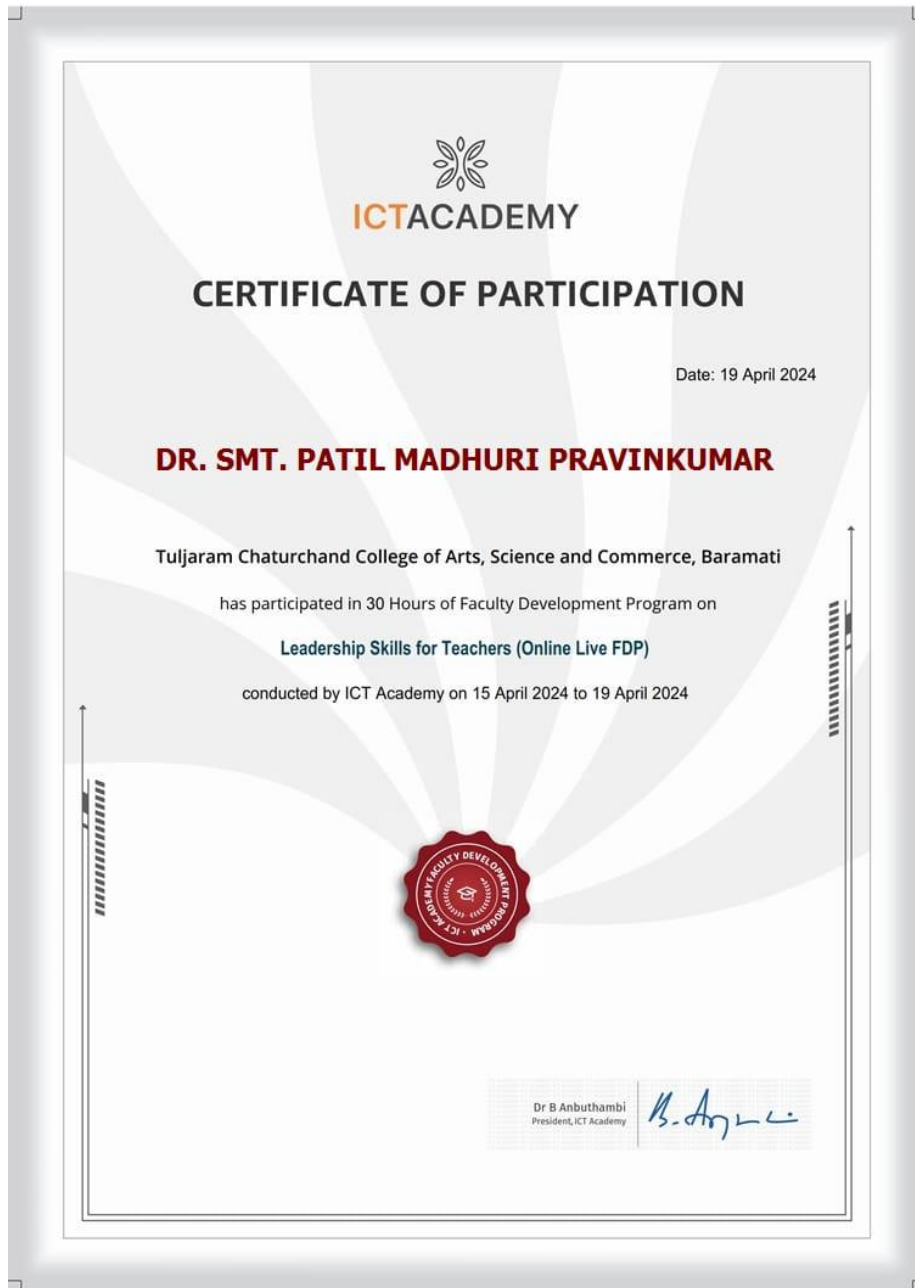 ICTACADEMY
CERTIFICATE OF PARTICIPATION
Date: 19 April 2024
DR. SMT. PATIL MADHURI PRAVINKUMAR
Tuljaram Chaturchand College of Arts, Science and Commerce, Baramati
has participated in 30 Hours of Faculty Development Program on
Leadership Skills for Teachers (Online Live FDP)
conducted by ICT Academy on 15 April 2024 to 19 April 2024
FACULTY DEVELOPMENT PROGRAM · ICT ACADEMY
Dr B Anbuthambi
President, ICT Academy